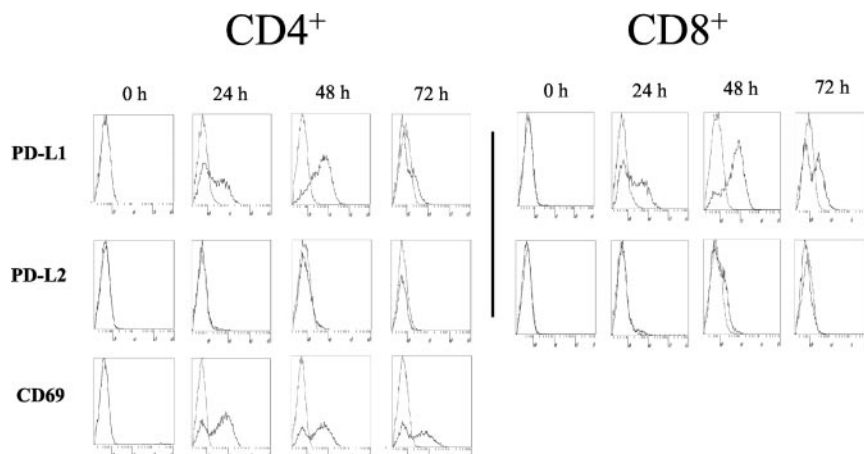 CD4+ CD8+
0 h 24 h 48 h 72 h 0 h 24 h 48 h 72 h
PD-L1
PD-L2
CD69